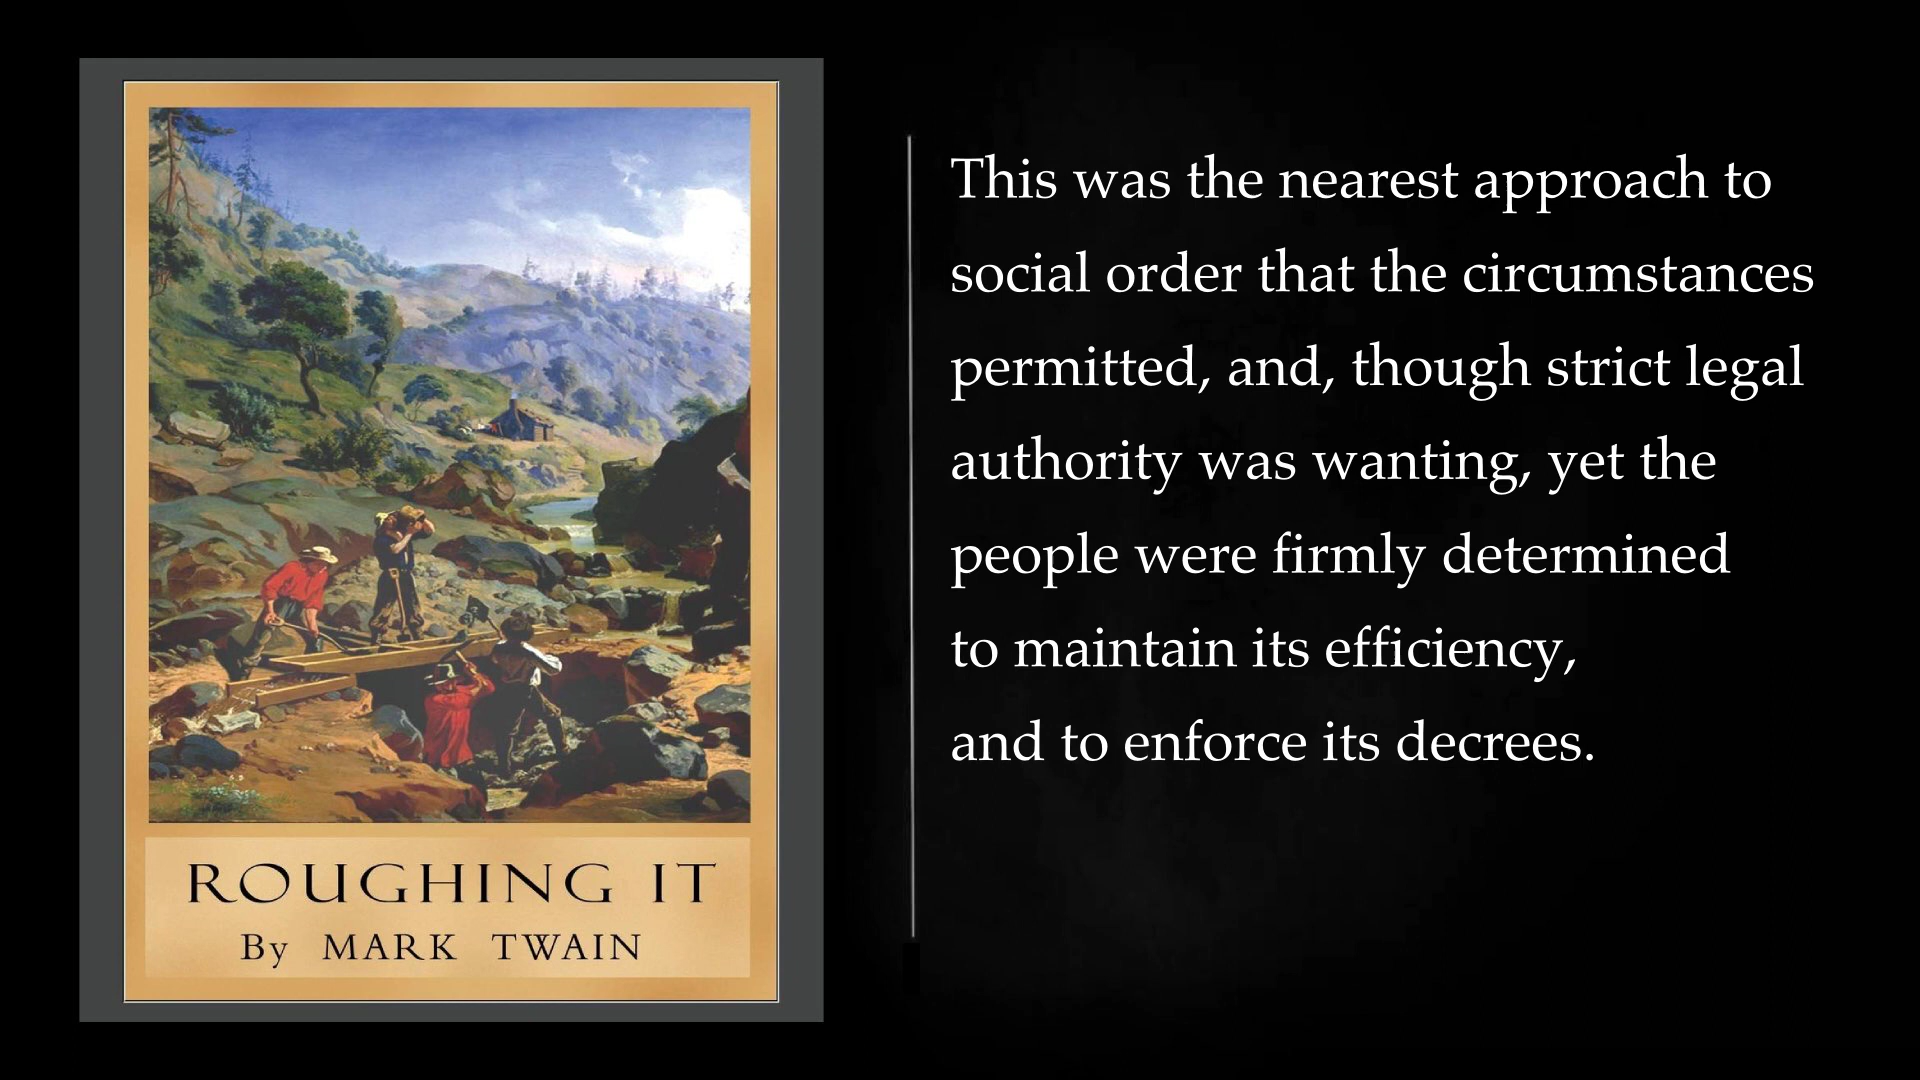 ROUGHING IT
By MARK TWAIN
This was the nearest approach to
social order that the circumstances
permitted, and, though strict legal
authority was wanting, yet the
people were firmly determined
to maintain its efficiency,
and to enforce its decrees.